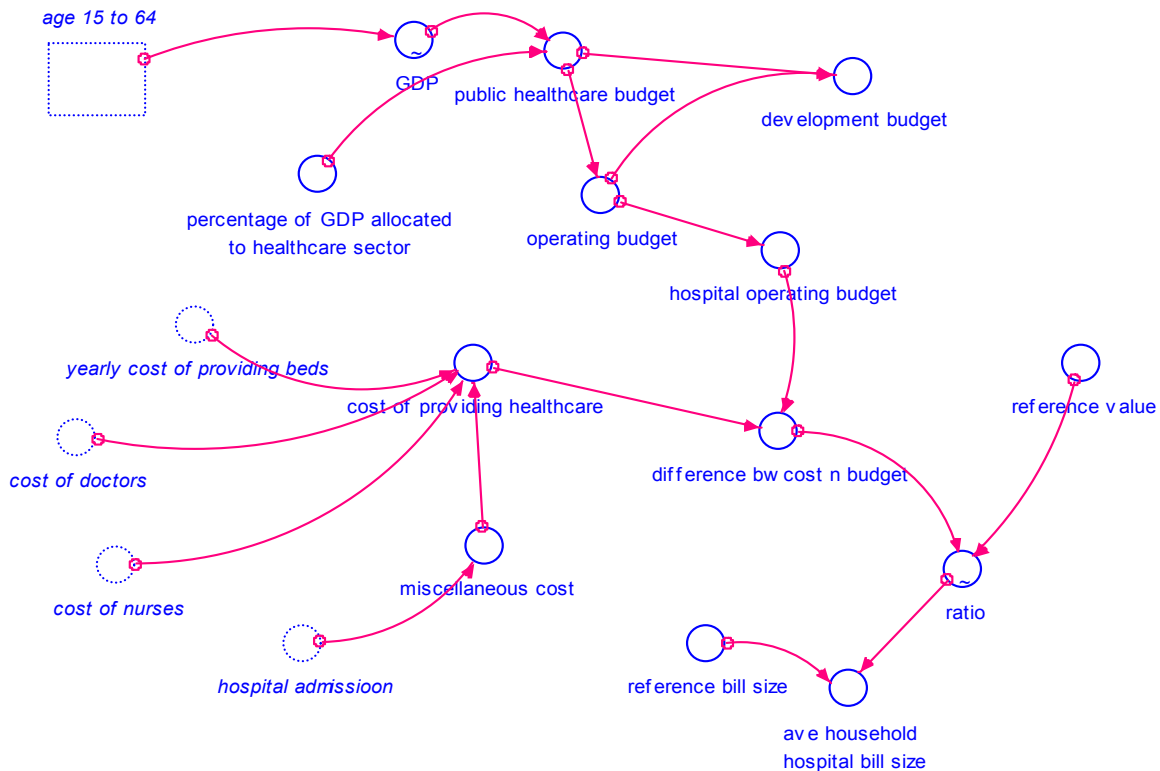 age 15 to 64
~
GDP
public healthcare budget
development budget
percentage of GDP allocated
to healthcare sector
operating budget
hospital operating budget
yearly cost of providing beds
cost of providing healthcare
reference value
cost of doctors
difference bw cost n budget
cost of nurses
miscellaneous cost
~
ratio
hospital admissioon
reference bill size
ave household
hospital bill size